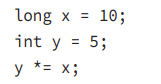 long x = 10;
int y = 5;
y *= x;